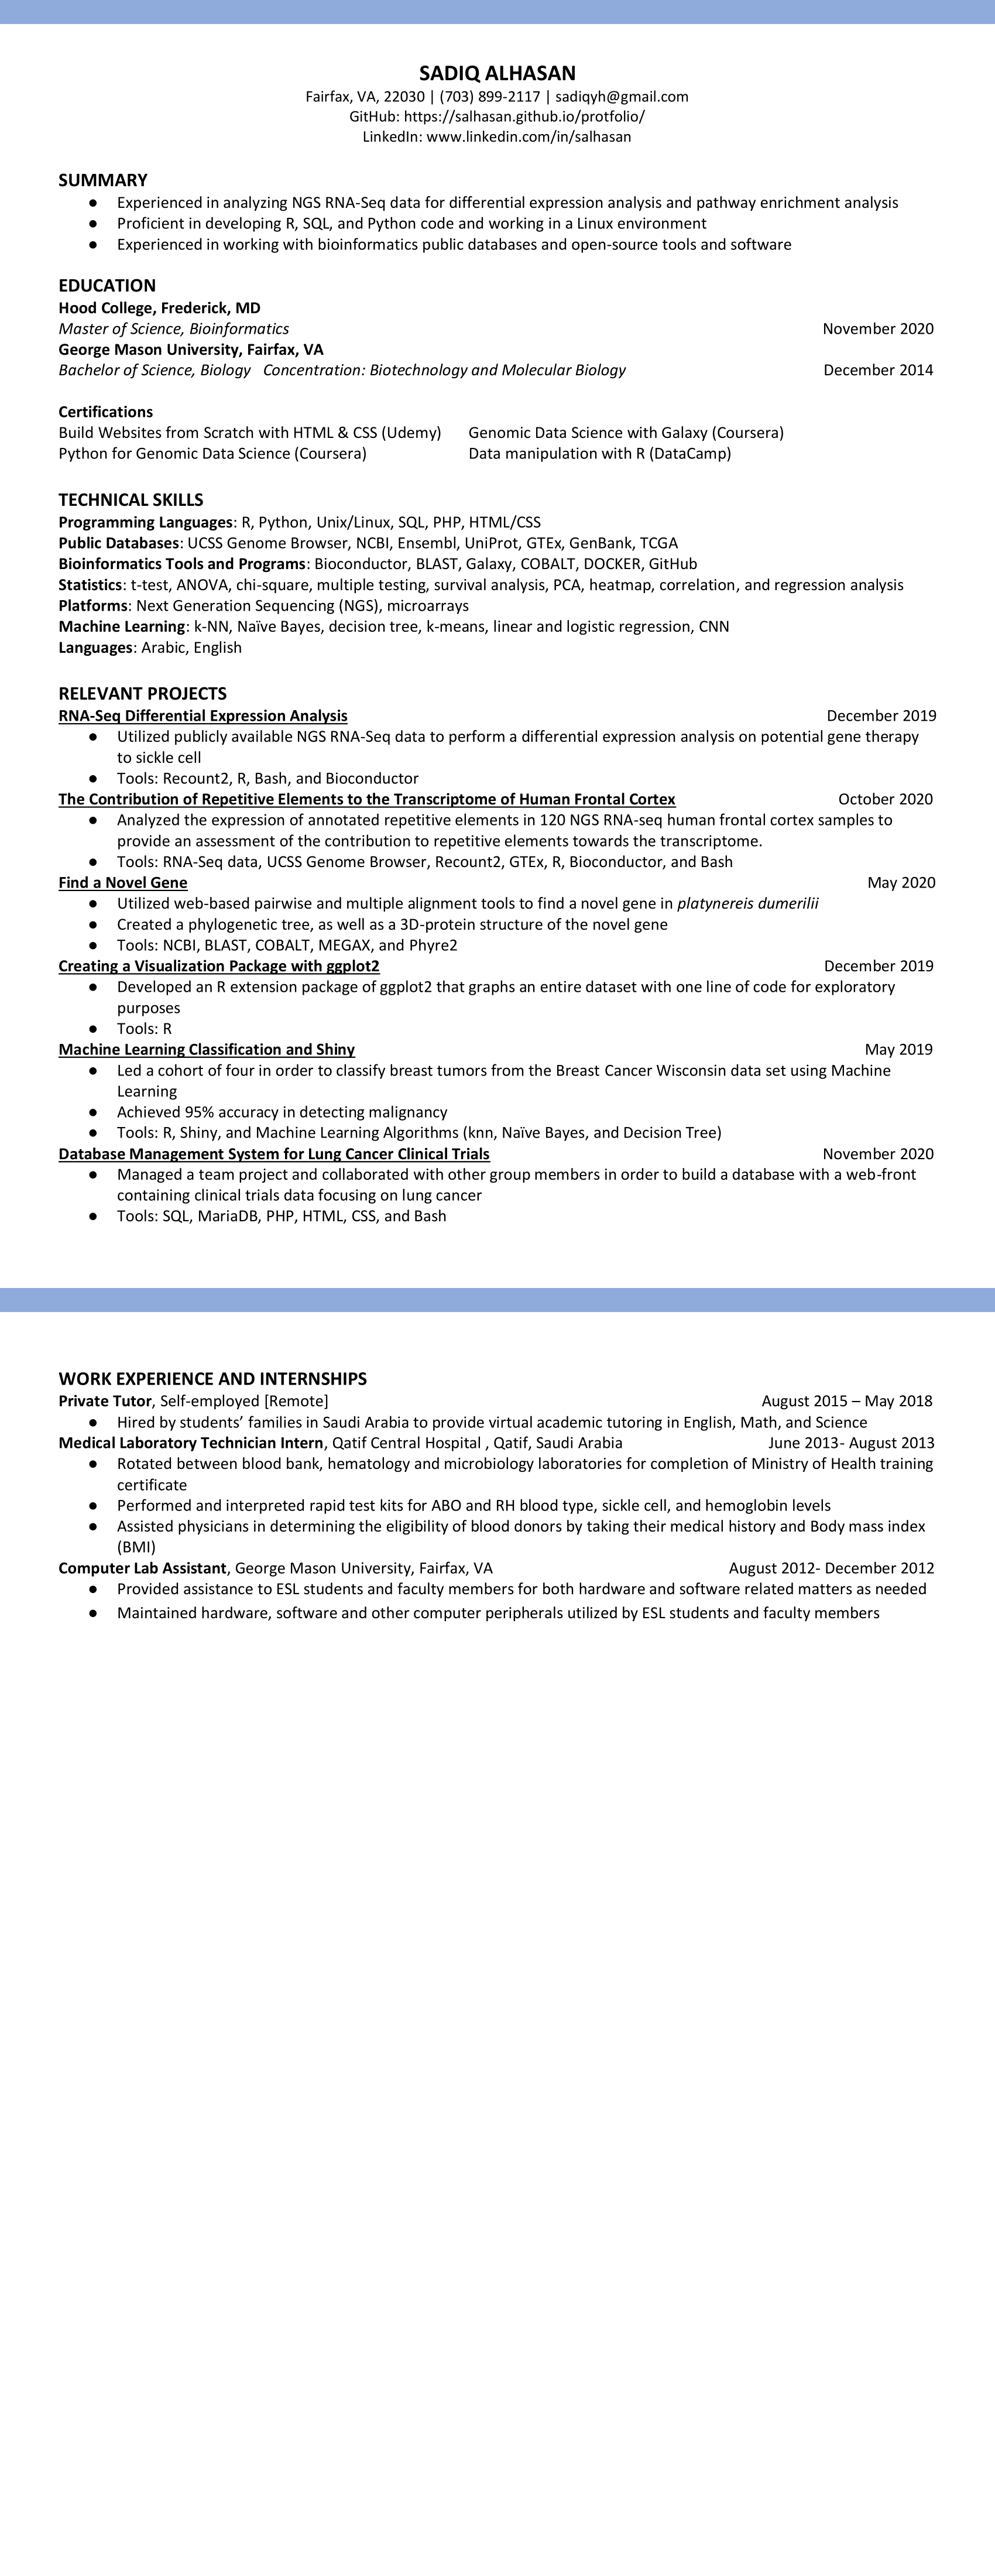 SADIQ ALHASAN
Fairfax, VA, 22030 | (703) 899-2117 | sadiqyh@gmail.com
GitHub: https://salhasan.github.io/protfolio/
LinkedIn: www.linkedin.com/in/salhasan
SUMMARY
● Experienced in analyzing NGS RNA-Seq data for differential expression analysis and pathway enrichment analysis
● Proficient in developing R, SQL, and Python code and working in a Linux environment
● Experienced in working with bioinformatics public databases and open-source tools and software
EDUCATION
Hood College, Frederick, MD
Master of Science, Bioinformatics November 2020
George Mason University, Fairfax, VA
Bachelor of Science, Biology Concentration: Biotechnology and Molecular Biology December 2014
Certifications
Build Websites from Scratch with HTML & CSS (Udemy) Genomic Data Science with Galaxy (Coursera)
Python for Genomic Data Science (Coursera) Data manipulation with R (DataCamp)
TECHNICAL SKILLS
Programming Languages: R, Python, Unix/Linux, SQL, PHP, HTML/CSS
Public Databases: UCSS Genome Browser, NCBI, Ensembl, UniProt, GTEx, GenBank, TCGA
Bioinformatics Tools and Programs: Bioconductor, BLAST, Galaxy, COBALT, DOCKER, GitHub
Statistics: t-test, ANOVA, chi-square, multiple testing, survival analysis, PCA, heatmap, correlation, and regression analysis
Platforms: Next Generation Sequencing (NGS), microarrays
Machine Learning: k-NN, Naïve Bayes, decision tree, k-means, linear and logistic regression, CNN
Languages: Arabic, English
RELEVANT PROJECTS
RNA-Seq Differential Expression Analysis December 2019
● Utilized publicly available NGS RNA-Seq data to perform a differential expression analysis on potential gene therapy
to sickle cell
● Tools: Recount2, R, Bash, and Bioconductor
The Contribution of Repetitive Elements to the Transcriptome of Human Frontal Cortex October 2020
● Analyzed the expression of annotated repetitive elements in 120 NGS RNA-seq human frontal cortex samples to
provide an assessment of the contribution to repetitive elements towards the transcriptome.
● Tools: RNA-Seq data, UCSS Genome Browser, Recount2, GTEx, R, Bioconductor, and Bash
Find a Novel Gene May 2020
● Utilized web-based pairwise and multiple alignment tools to find a novel gene in platynereis dumerilii
● Created a phylogenetic tree, as well as a 3D-protein structure of the novel gene
● Tools: NCBI, BLAST, COBALT, MEGAX, and Phyre2
Creating a Visualization Package with ggplot2 December 2019
● Developed an R extension package of ggplot2 that graphs an entire dataset with one line of code for exploratory
purposes
● Tools: R
Machine Learning Classification and Shiny May 2019
● Led a cohort of four in order to classify breast tumors from the Breast Cancer Wisconsin data set using Machine
Learning
● Achieved 95% accuracy in detecting malignancy
● Tools: R, Shiny, and Machine Learning Algorithms (knn, Naïve Bayes, and Decision Tree)
Database Management System for Lung Cancer Clinical Trials November 2020
● Managed a team project and collaborated with other group members in order to build a database with a web-front
containing clinical trials data focusing on lung cancer
● Tools: SQL, MariaDB, PHP, HTML, CSS, and Bash
WORK EXPERIENCE AND INTERNSHIPS
Private Tutor, Self-employed [Remote] August 2015 – May 2018
● Hired by students’ families in Saudi Arabia to provide virtual academic tutoring in English, Math, and Science
Medical Laboratory Technician Intern, Qatif Central Hospital , Qatif, Saudi Arabia June 2013- August 2013
● Rotated between blood bank, hematology and microbiology laboratories for completion of Ministry of Health training
certificate
● Performed and interpreted rapid test kits for ABO and RH blood type, sickle cell, and hemoglobin levels
● Assisted physicians in determining the eligibility of blood donors by taking their medical history and Body mass index
(BMI)
Computer Lab Assistant, George Mason University, Fairfax, VA August 2012- December 2012
● Provided assistance to ESL students and faculty members for both hardware and software related matters as needed
● Maintained hardware, software and other computer peripherals utilized by ESL students and faculty members